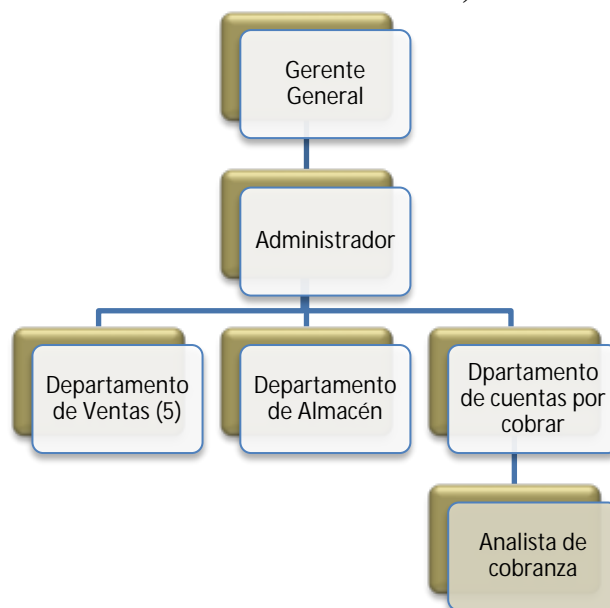 Gerente
General
Administrador
Departamento
de Ventas (5)
Departamento
de Almacén
Dpartamento
de cuentas por
cobrar
Analista de
cobranza